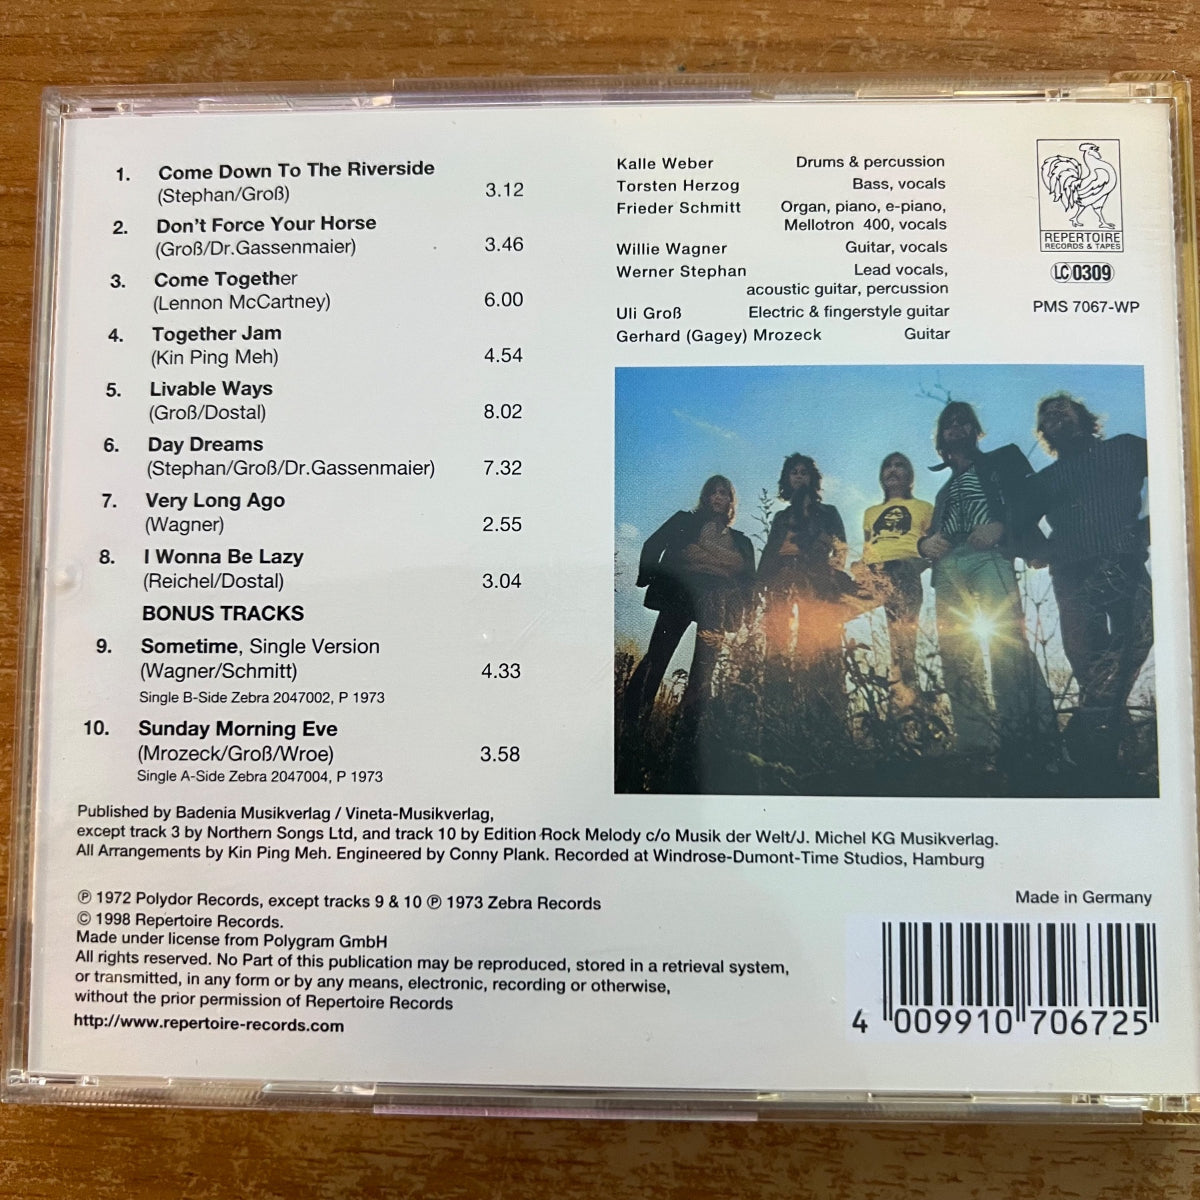 1. Come Down To The Riverside
(Stephan/Groß) 3.12
2. Don't Force Your Horse
(Groß/Dr.Gassenmaier) 3.46
3. Come Together
(Lennon McCartney) 6.00
4. Together Jam
(Kin Ping Meh) 4.54
5. Livable Ways
(Groß/Dostal) 8.02
6. Day Dreams
(Stephan/Groß/Dr.Gassenmaier) 7.32
7. Very Long Ago
(Wagner) 2.55
8. I Wonna Be Lazy
(Reichel/Dostal) 3.04
BONUS TRACKS
9. Sometime, Single Version
(Wagner/Schmitt) 4.33
Single B-Side Zebra 2047002, P 1973
10. Sunday Morning Eve
(Mrozeck/Groß/Wroe) 3.58
Single A-Side Zebra 2047004, P 1973
Kalle Weber Drums & percussion
Torsten Herzog Bass, vocals
Frieder Schmitt Organ, piano, e-piano,
Mellotron 400, vocals
Willie Wagner Guitar, vocals
Werner Stephan Lead vocals,
acoustic guitar, percussion
Uli Groß Electric & fingerstyle guitar
Gerhard (Gagey) Mrozeck Guitar
REPERTOIRE
RECORDS & TAPES
LC 0309
PMS 7067-WP
Published by Badenia Musikverlag / Vineta-Musikverlag,
except track 3 by Northern Songs Ltd, and track 10 by Edition Rock Melody c/o Musik der Welt/J. Michel KG Musikverlag.
All Arrangements by Kin Ping Meh. Engineered by Conny Plank. Recorded at Windrose-Dumont-Time Studios, Hamburg
℗ 1972 Polydor Records, except tracks 9 & 10 ℗ 1973 Zebra Records
© 1998 Repertoire Records.
Made under license from Polygram GmbH
All rights reserved. No Part of this publication may be reproduced, stored in a retrieval system,
or transmitted, in any form or by any means, electronic, recording or otherwise,
without the prior permission of Repertoire Records
http://www.repertoire-records.com
Made in Germany
4 009910 706725